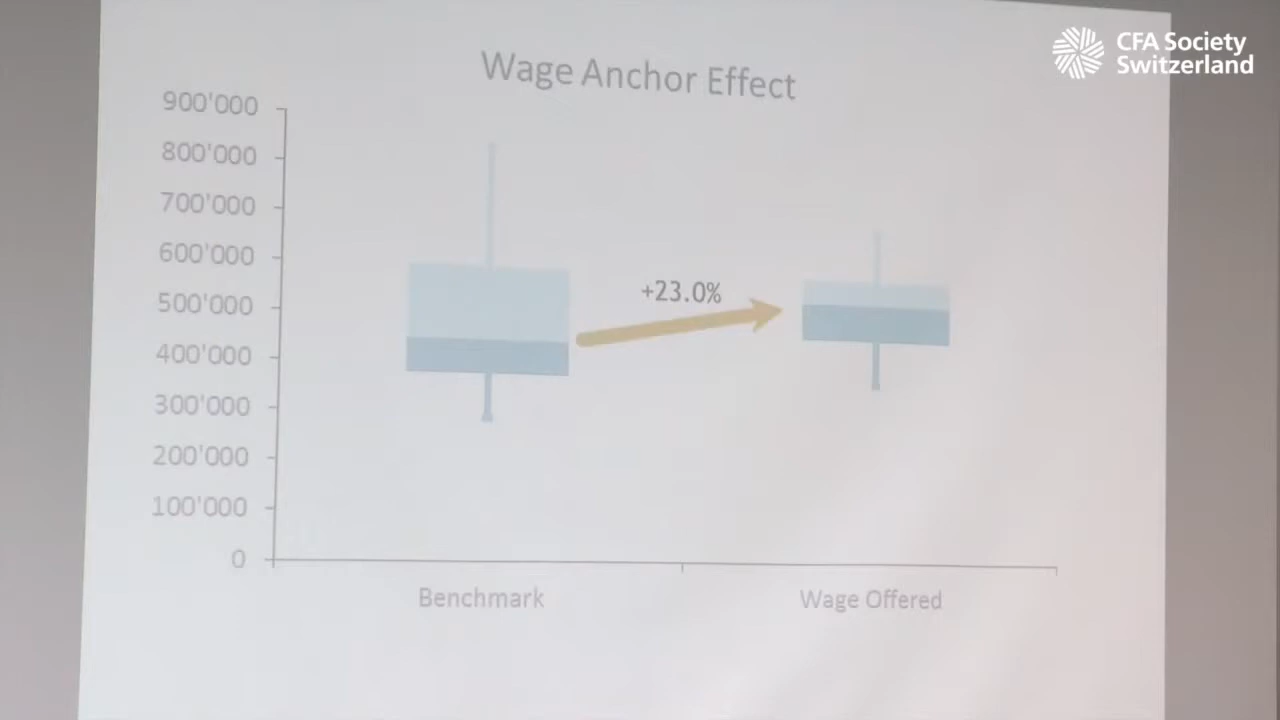 CFA Society
Switzerland
Wage Anchor Effect
900'000
800'000
700'000
600'000
500'000
400'000
300'000
200'000
100'000
0
+23.0%
Benchmark
Wage Offered